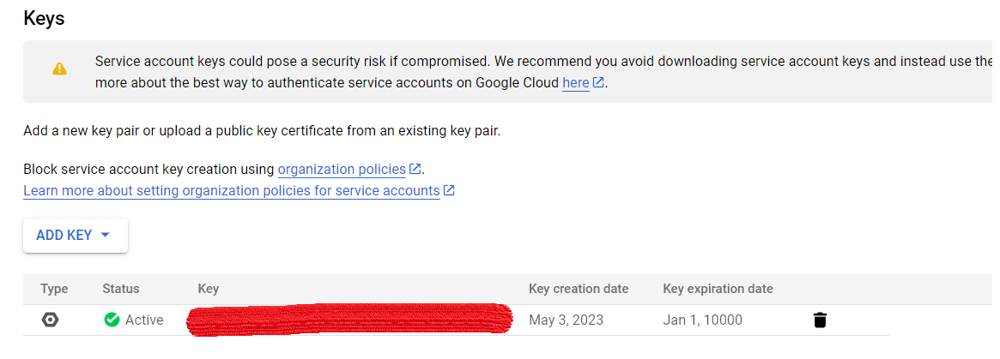 Keys
Service account keys could pose a security risk if compromised. We recommend you avoid downloading service account keys and instead use the
more about the best way to authenticate service accounts on Google Cloud here.
Add a new key pair or upload a public key certificate from an existing key pair.
Block service account key creation using organization policies.
Learn more about setting organization policies for service accounts
ADD KEY
Type Status Key Key creation date Key expiration date
Active May 3, 2023 Jan 1, 10000